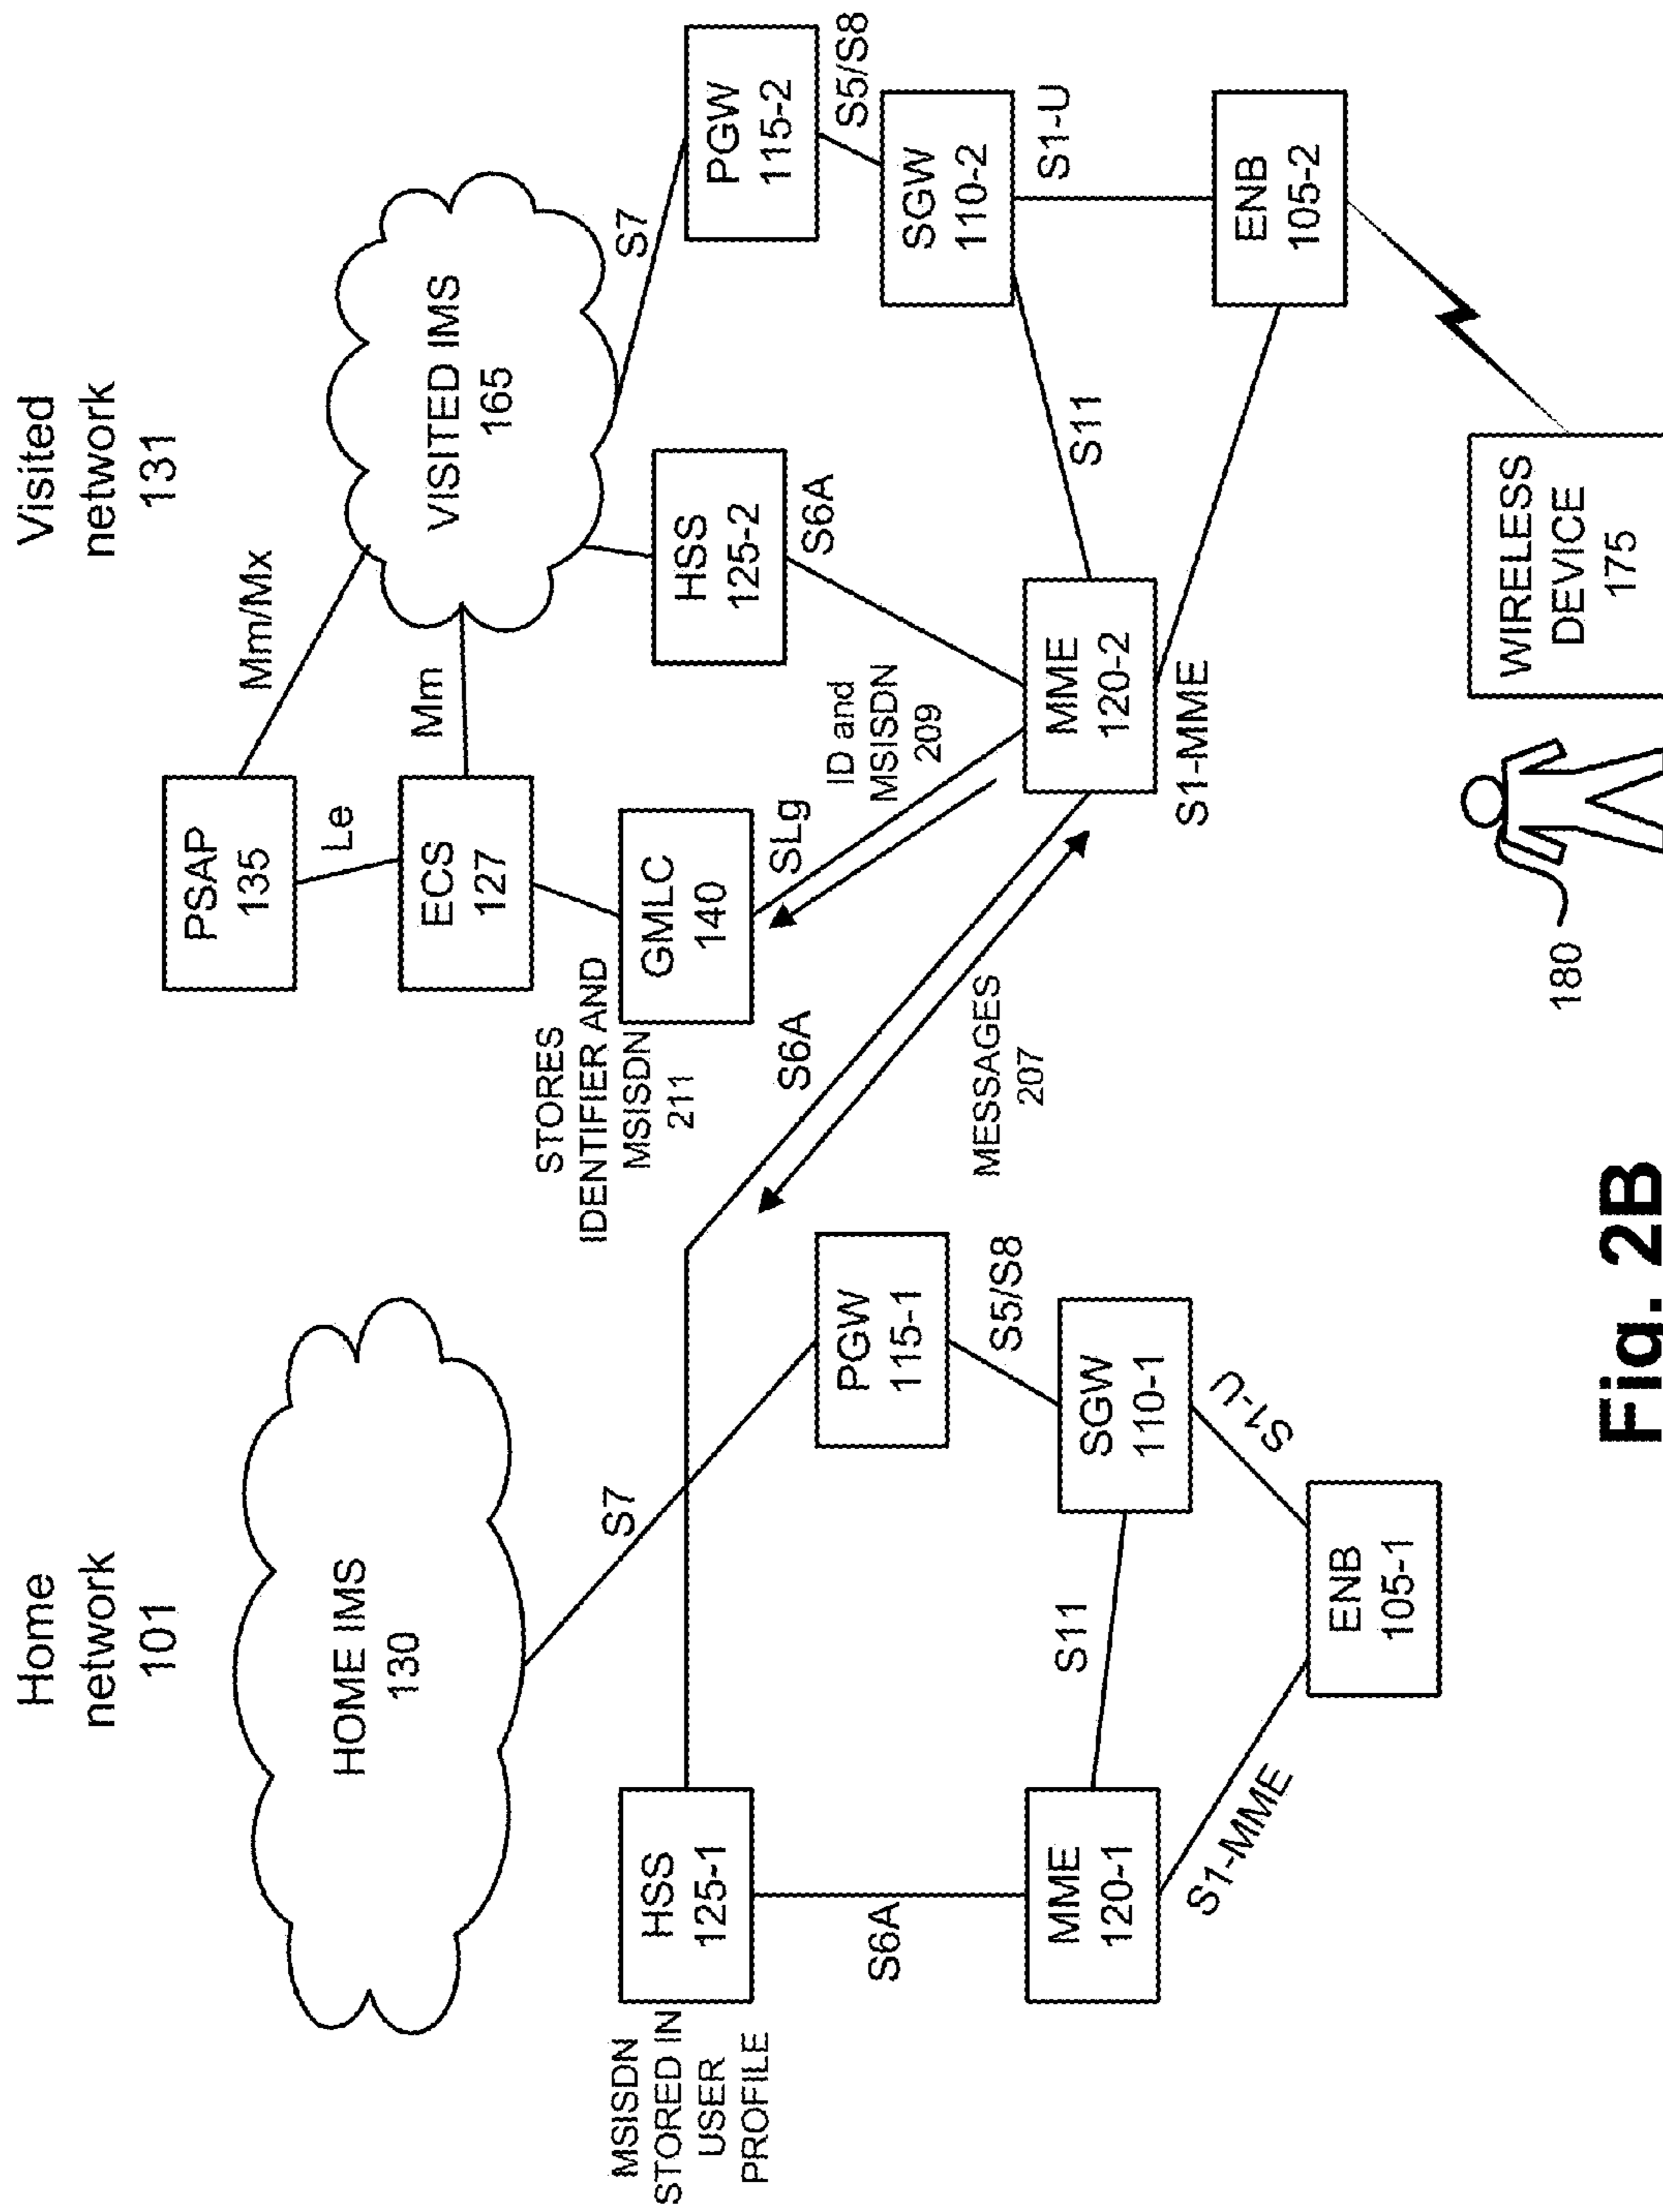 Home
network
101
Visited
network
131
HOME IMS
130
S7
HSS
125-1
MSISDN
STORED IN
USER
PROFILE
S6A
PGW
115-1
S5/S8
SGW
110-1
S11
S1-U
MME
120-1
S1-MME
ENB
105-1
PSAP
135
Mm/Mx
Le
ECS
127
Mm
VISITED IMS
165
STORES
IDENTIFIER AND
MSISDN
211
GMLC
140
SLg
ID and
MSISDN
209
HSS
125-2
S6A
S7
PGW
115-2
S5/S8
SGW
110-2
S1-U
S6A
MESSAGES
207
MME
120-2
S11
S1-MME
ENB
105-2
180
WIRELESS
DEVICE
175
Fig. 2B